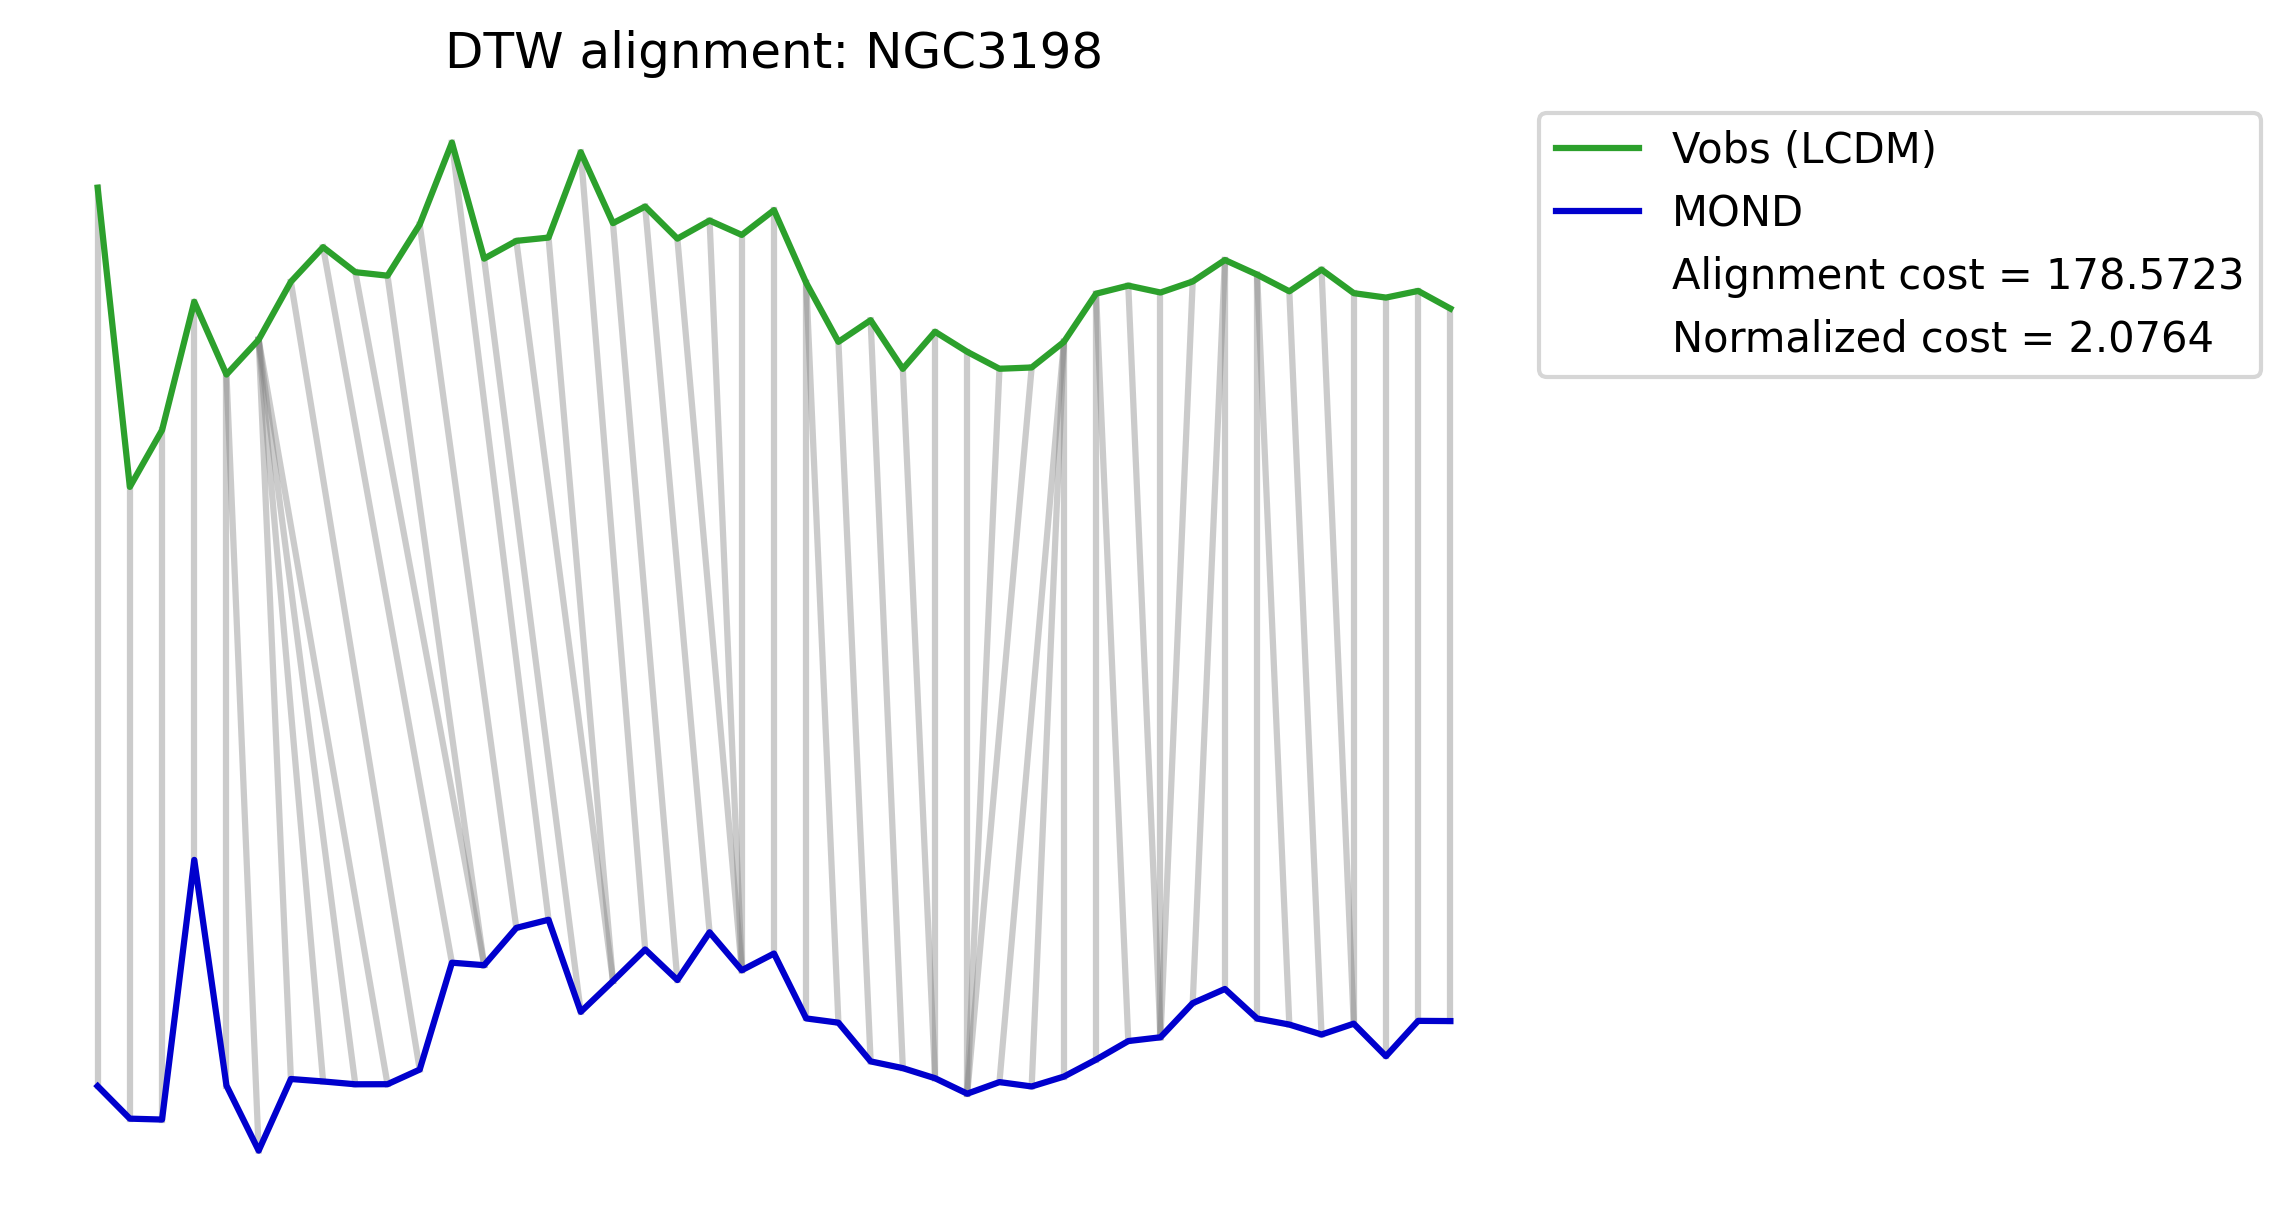 DTW alignment: NGC3198
Vobs (LCDM)
MOND
Alignment cost = 178.5723
Normalized cost = 2.0764